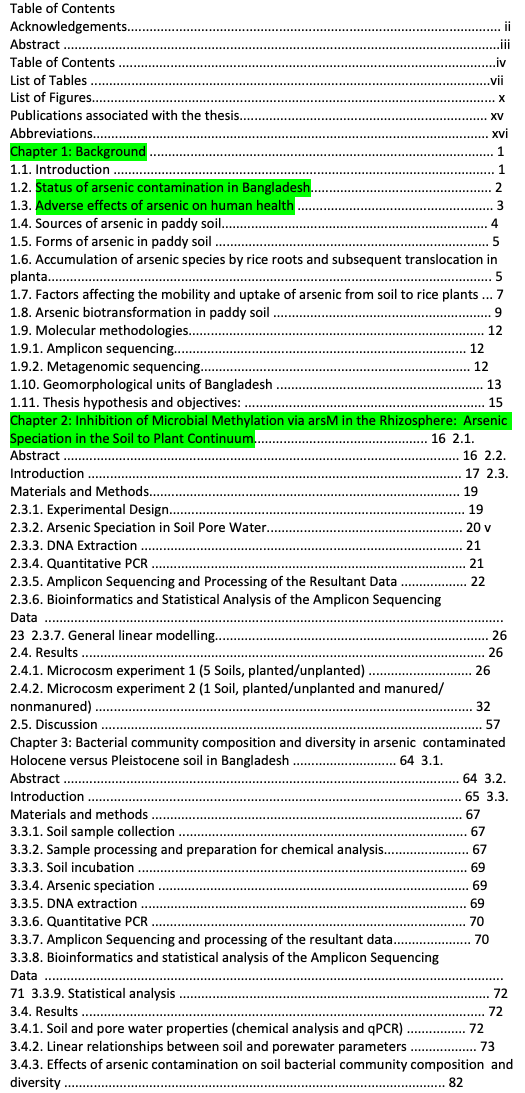 Table of Contents
Acknowledgements.......................................................................................... ii
Abstract ..........................................................................................................iii
Table of Contents ...........................................................................................iv
List of Tables ................................................................................................vii
List of Figures................................................................................................ x
Publications associated with the thesis........................................................ xv
Abbreviations.............................................................................................. xvi
Chapter 1: Background ................................................................................. 1
1.1. Introduction ........................................................................................... 1
1.2. Status of arsenic contamination in Bangladesh..................................... 2
1.3. Adverse effects of arsenic on human health .......................................... 3
1.4. Sources of arsenic in paddy soil............................................................ 4
1.5. Forms of arsenic in paddy soil .............................................................. 5
1.6. Accumulation of arsenic species by rice roots and subsequent translocation in
planta............................................................................................................ 5
1.7. Factors affecting the mobility and uptake of arsenic from soil to rice plants ... 7
1.8. Arsenic biotransformation in paddy soil ................................................ 9
1.9. Molecular methodologies..................................................................... 12
1.9.1. Amplicon sequencing..................................................................... 12
1.9.2. Metagenomic sequencing............................................................... 12
1.10. Geomorphological units of Bangladesh ............................................. 13
1.11. Thesis hypothesis and objectives: ...................................................... 15
Chapter 2: Inhibition of Microbial Methylation via arsM in the Rhizosphere:  Arsenic
Speciation in the Soil to Plant Continuum........................................ 16  2.1.
Abstract ............................................................................................ 16  2.2.
Introduction ...................................................................................... 17  2.3.
Materials and Methods...................................................................... 19
2.3.1. Experimental Design...................................................................... 19
2.3.2. Arsenic Speciation in Soil Pore Water............................................. 20 v
2.3.3. DNA Extraction ............................................................................. 21
2.3.4. Quantitative PCR ........................................................................... 21
2.3.5. Amplicon Sequencing and Processing of the Resultant Data ............... 22
2.3.6. Bioinformatics and Statistical Analysis of the Amplicon Sequencing
Data  ..........................................................................................................
23  2.3.7. General linear modelling............................................................... 26
2.4. Results ............................................................................................... 26
2.4.1. Microcosm experiment 1 (5 Soils, planted/unplanted) ....................... 26
2.4.2. Microcosm experiment 2 (1 Soil, planted/unplanted and manured/
nonmanured) ........................................................................................ 32
2.5. Discussion .......................................................................................... 57
Chapter 3: Bacterial community composition and diversity in arsenic  contaminated
Holocene versus Pleistocene soil in Bangladesh ........................ 64  3.1.
Abstract ............................................................................................ 64  3.2.
Introduction ...................................................................................... 65  3.3.
Materials and methods ...................................................................... 67
3.3.1. Soil sample collection .................................................................... 67
3.3.2. Sample processing and preparation for chemical analysis................... 67
3.3.3. Soil incubation ............................................................................... 69
3.3.4. Arsenic speciation .......................................................................... 69
3.3.5. DNA extraction .............................................................................. 69
3.3.6. Quantitative PCR ........................................................................... 70
3.3.7. Amplicon Sequencing and processing of the resultant data................. 70
3.3.8. Bioinformatics and statistical analysis of the Amplicon Sequencing
Data  ..........................................................................................................
71  3.3.9. Statistical analysis ....................................................................... 72
3.4. Results ............................................................................................... 72
3.4.1. Soil and pore water properties (chemical analysis and qPCR) ............... 72
3.4.2. Linear relationships between soil and porewater parameters .............. 73
3.4.3. Effects of arsenic contamination on soil bacterial community composition  and
diversity ........................................................................................ 82